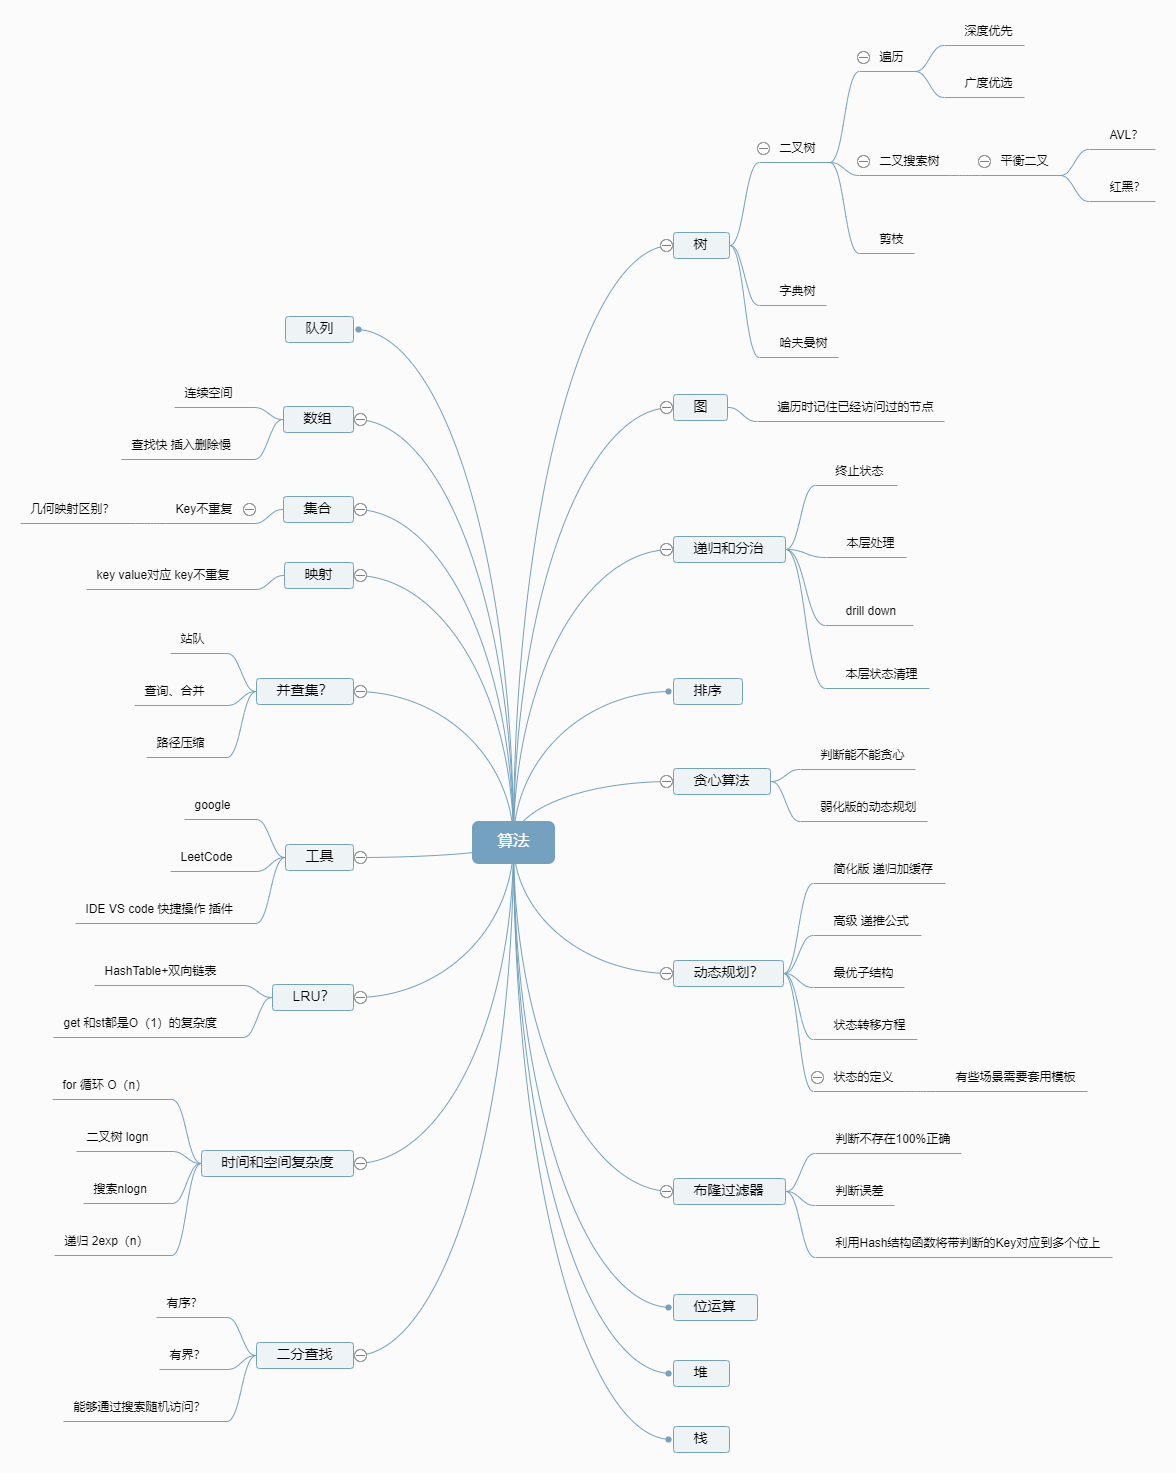 算法
树
二叉树
遍历
深度优先
广度优选
二叉搜索树
平衡二叉
AVL?
红黑?
剪枝
字典树
哈夫曼树
图
遍历时记住已经访问过的节点
递归和分治
终止状态
本层处理
drill down
本层状态清理
排序
贪心算法
判断能不能贪心
弱化版的动态规划
动态规划?
简化版 递归加缓存
高级 递推公式
最优子结构
状态转移方程
状态的定义
有些场景需要套用模板
布隆过滤器
判断不存在100%正确
判断误差
利用Hash结构函数将带判断的Key对应到多个位上
位运算
堆
栈
队列
数组
连续空间
查找快 插入删除慢
集合
Key不重复
几何映射区别?
映射
key value对应 key不重复
并查集?
站队
查询、合并
路径压缩
工具
google
LeetCode
IDE VS code 快捷操作 插件
LRU?
HashTable+双向链表
get 和st都是O（1）的复杂度
时间和空间复杂度
for 循环 O（n）
二叉树 logn
搜索nlogn
递归 2exp（n）
二分查找
有序?
有界?
能够通过搜索随机访问?